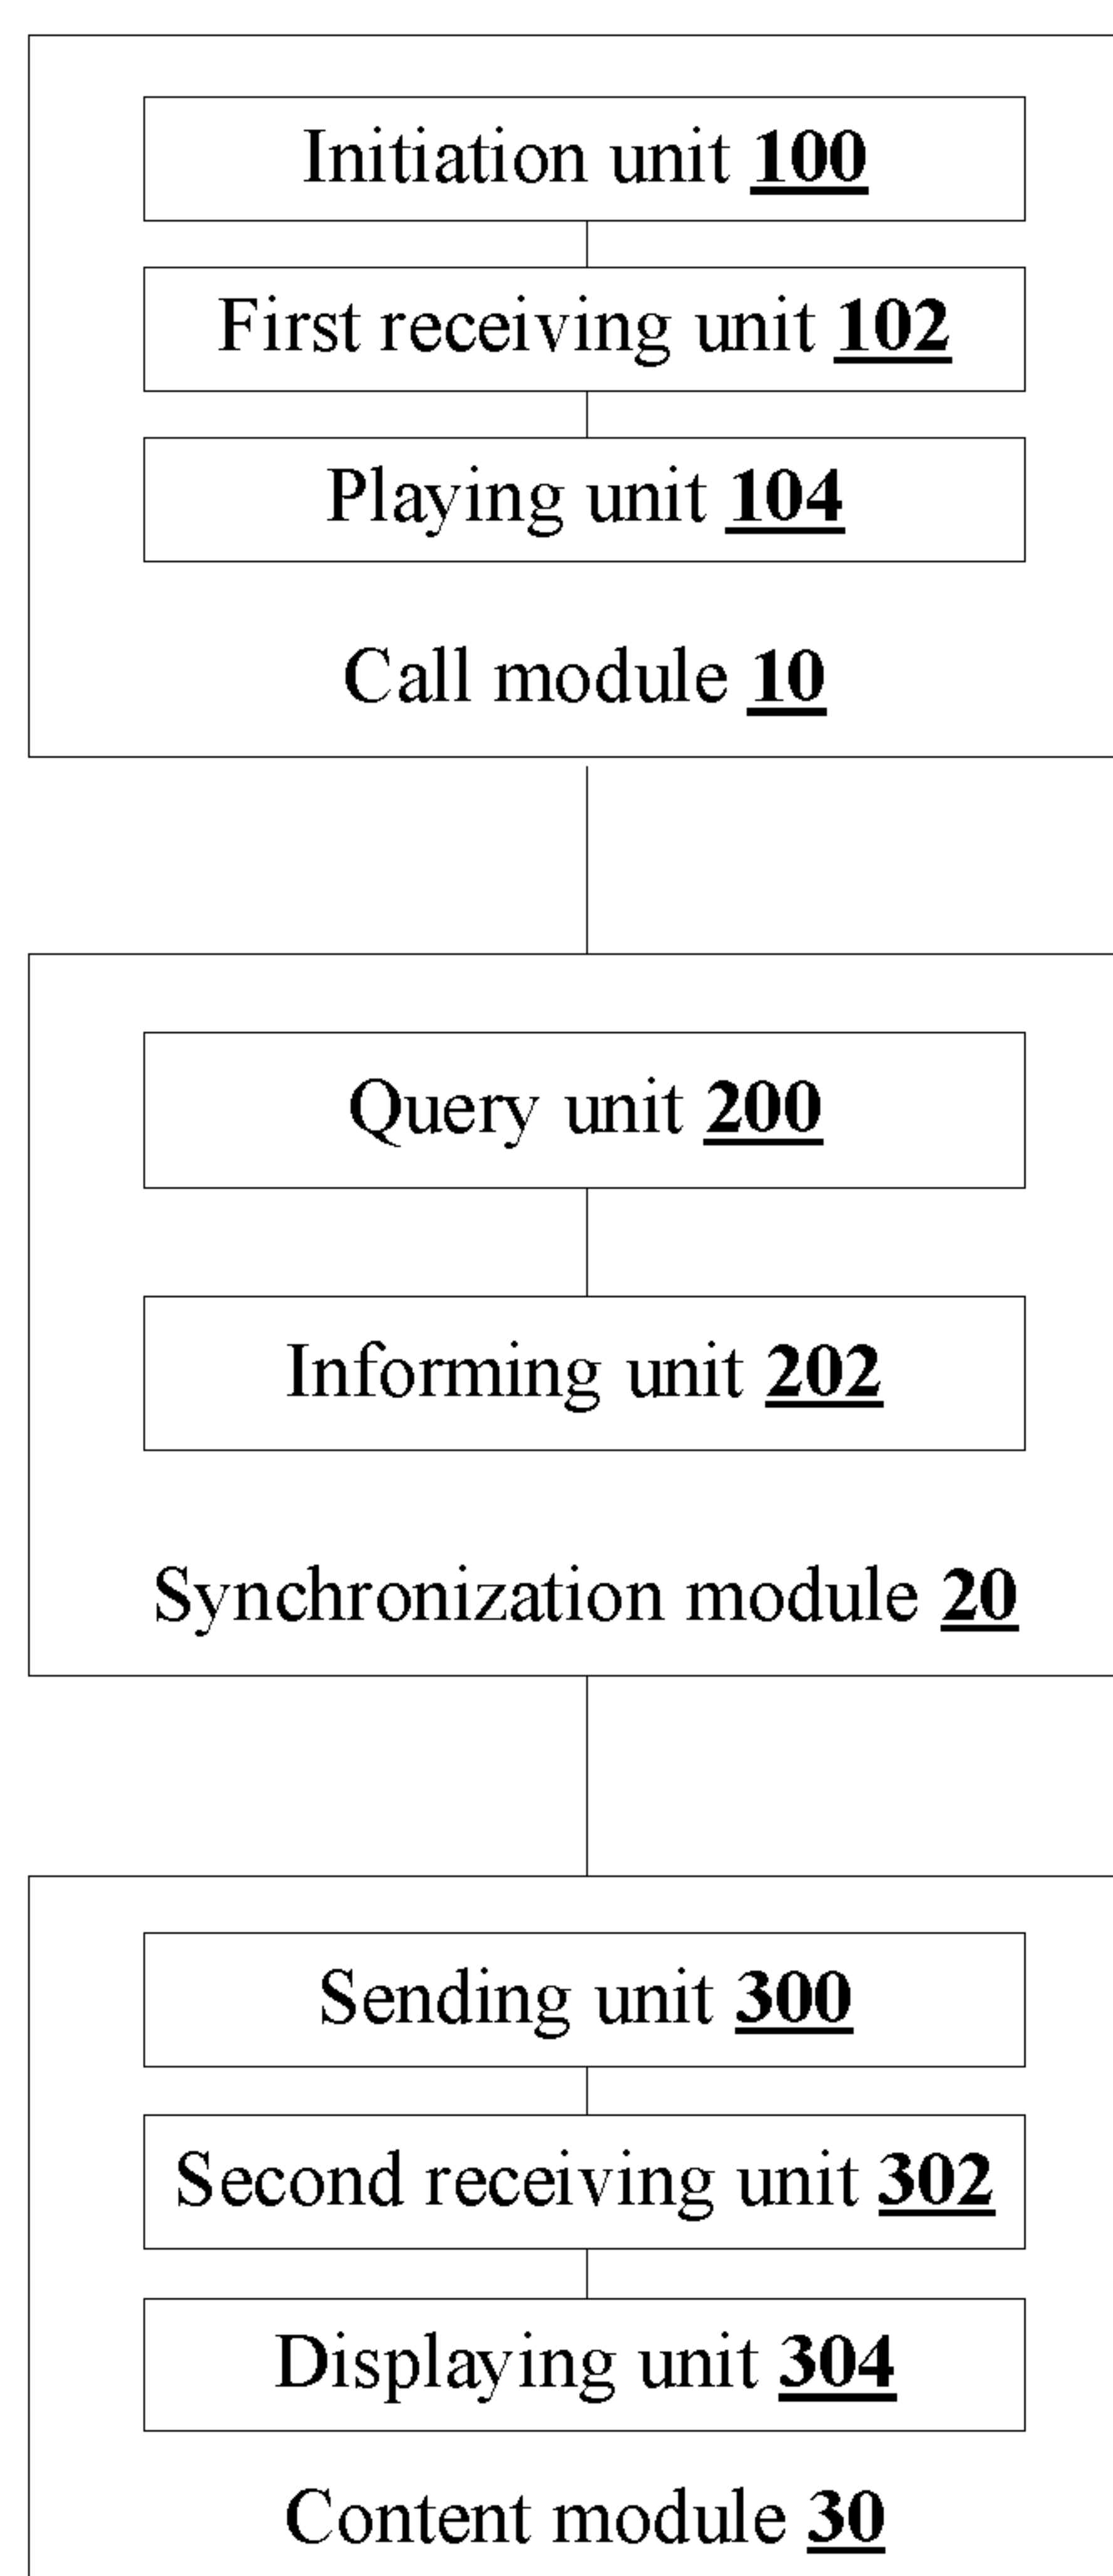 Initiation unit 100
First receiving unit 102
Playing unit 104
Call module 10
Query unit 200
Informing unit 202
Synchronization module 20
Sending unit 300
Second receiving unit 302
Displaying unit 304
Content module 30